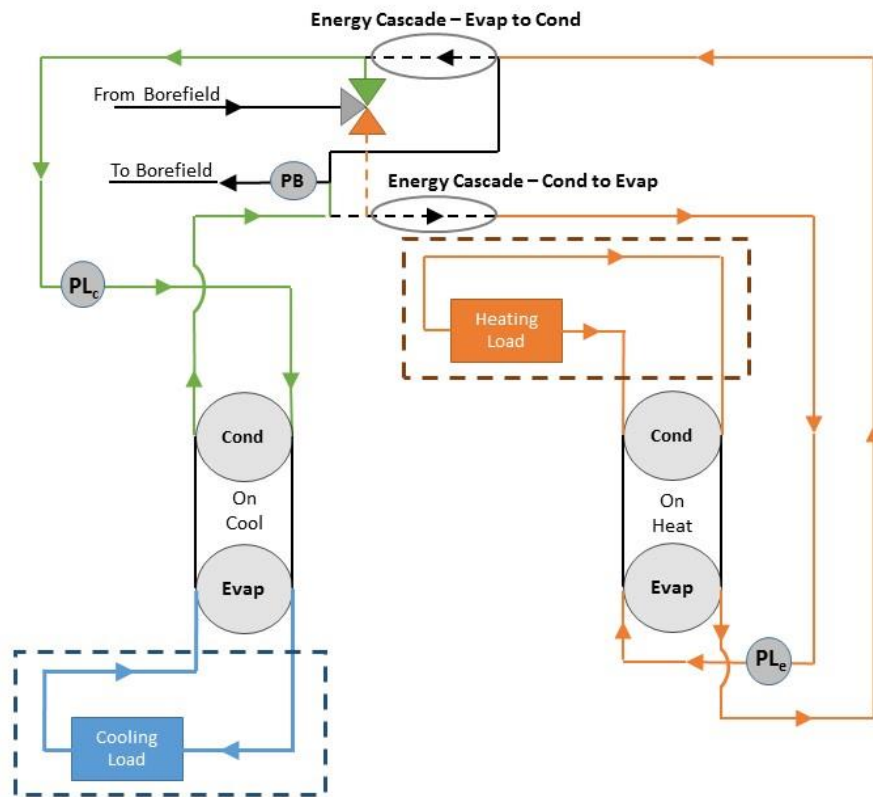 Energy Cascade – Evap to Cond
From Borefield
To Borefield
PB
Energy Cascade – Cond to Evap
PLc
Heating
Load
Cond
On
Cool
Evap
Cond
On
Heat
Evap
PLe
Cooling
Load